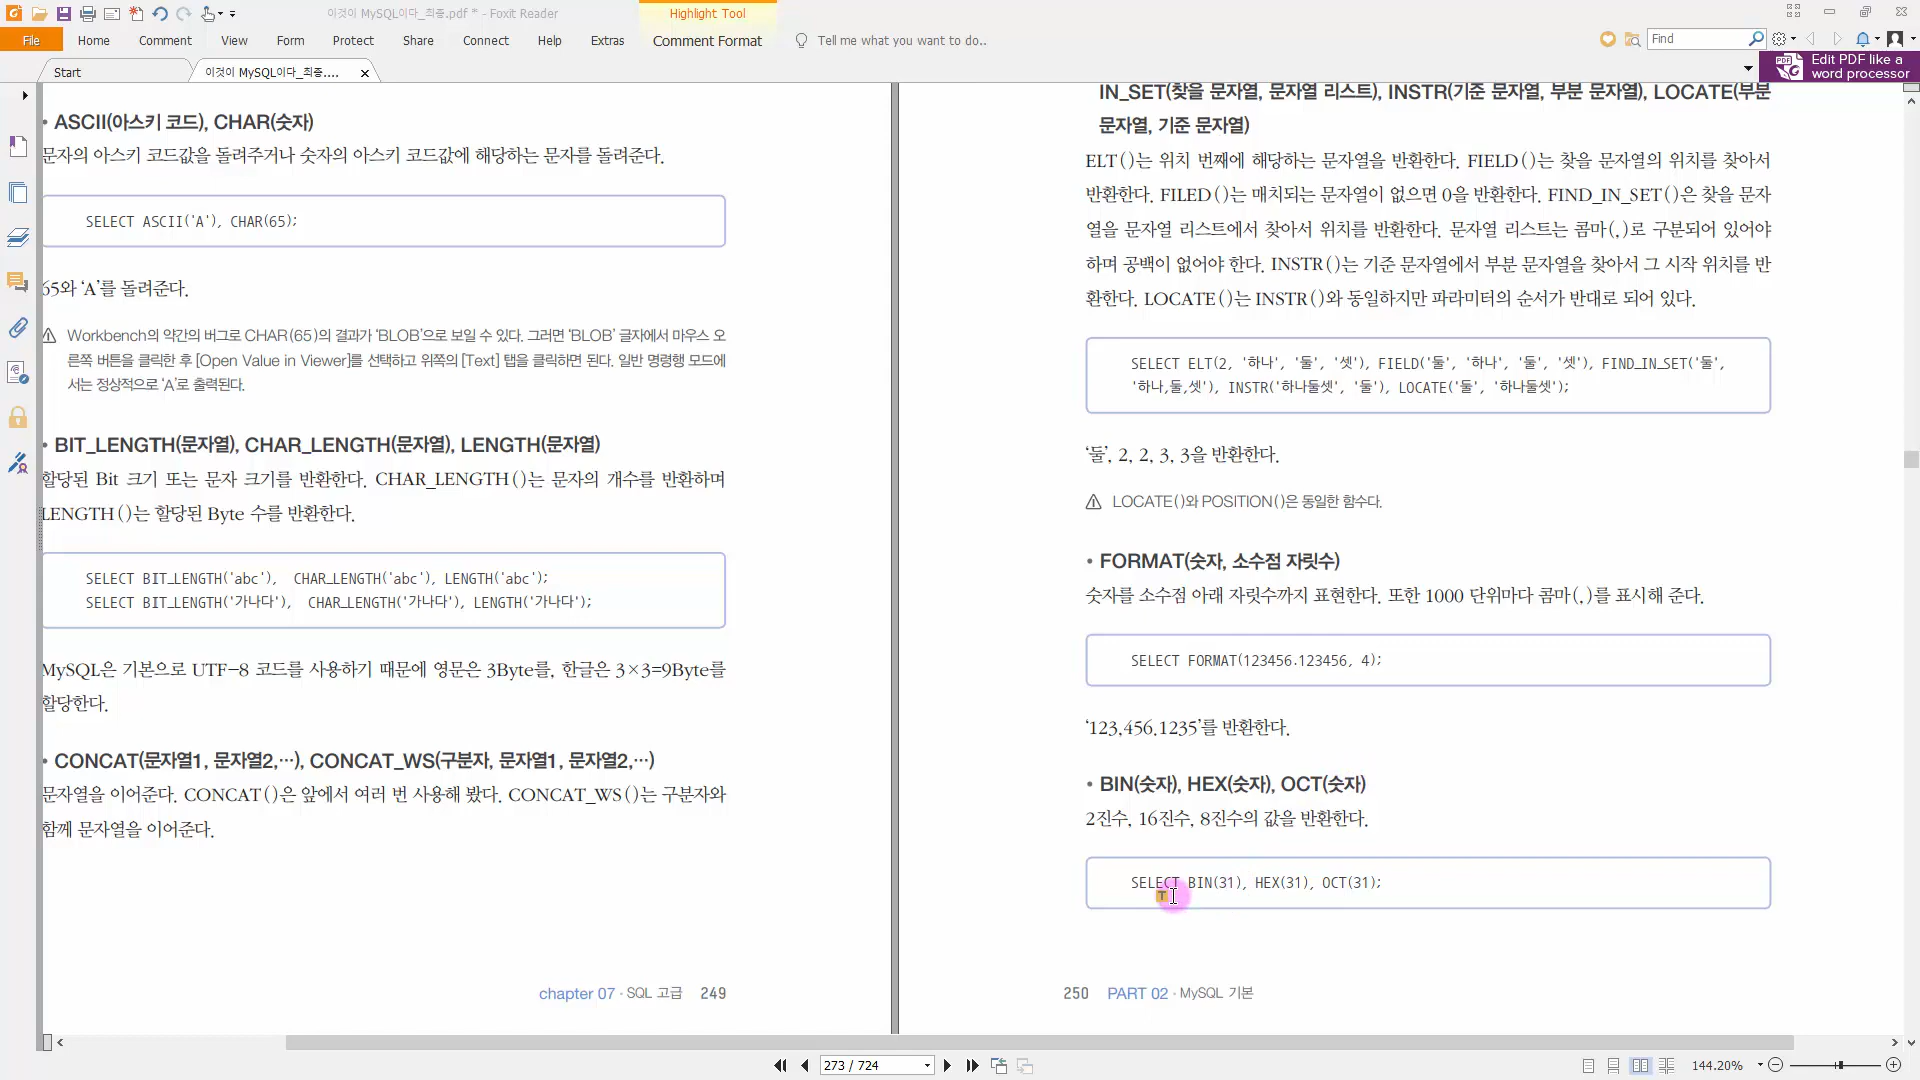 이것이 MySQL이다_최종.pdf * - Foxit Reader
Highlight Tool
File
Home
Comment
View
Form
Protect
Share
Connect
Help
Extras
Comment Format
Tell me what you want to do..
Find
Start
이것이 MySQL이다_최종....
Edit PDF like a
word processor
• ASCII(아스키 코드), CHAR(숫자)
문자의 아스키 코드값을 돌려주거나 숫자의 아스키 코드값에 해당하는 문자를 돌려준다.
SELECT ASCII('A'), CHAR(65);
65와 ‘A’를 돌려준다.
Workbench의 약간의 버그로 CHAR(65)의 결과가 ‘BLOB’으로 보일 수 있다. 그러면 ‘BLOB’ 글자에서 마우스 오
른쪽 버튼을 클릭한 후 [Open Value in Viewer]를 선택하고 위쪽의 [Text] 탭을 클릭하면 된다. 일반 명령행 모드에
서는 정상적으로 ‘A’로 출력된다.
• BIT_LENGTH(문자열), CHAR_LENGTH(문자열), LENGTH(문자열)
할당된 Bit 크기 또는 문자 크기를 반환한다. CHAR_LENGTH()는 문자의 개수를 반환하며
LENGTH()는 할당된 Byte 수를 반환한다.
SELECT BIT_LENGTH('abc'), CHAR_LENGTH('abc'), LENGTH('abc');
SELECT BIT_LENGTH('가나다'), CHAR_LENGTH('가나다'), LENGTH('가나다');
MySQL은 기본으로 UTF-8 코드를 사용하기 때문에 영문은 3Byte를, 한글은 3×3=9Byte를
할당한다.
• CONCAT(문자열1, 문자열2,…), CONCAT_WS(구분자, 문자열1, 문자열2,…)
문자열을 이어준다. CONCAT()은 앞에서 여러 번 사용해 봤다. CONCAT_WS()는 구분자와
함께 문자열을 이어준다.
chapter 07 · SQL 고급 249
IN_SET(찾을 문자열, 문자열 리스트), INSTR(기준 문자열, 부분 문자열), LOCATE(부분
문자열, 기준 문자열)
ELT()는 위치 번째에 해당하는 문자열을 반환한다. FIELD()는 찾을 문자열의 위치를 찾아서
반환한다. FILED()는 매치되는 문자열이 없으면 0을 반환한다. FIND_IN_SET()은 찾을 문자
열을 문자열 리스트에서 찾아서 위치를 반환한다. 문자열 리스트는 콤마(,)로 구분되어 있어야
하며 공백이 없어야 한다. INSTR()는 기준 문자열에서 부분 문자열을 찾아서 그 시작 위치를 반
환한다. LOCATE()는 INSTR()와 동일하지만 파라미터의 순서가 반대로 되어 있다.
SELECT ELT(2, '하나', '둘', '셋'), FIELD('둘', '하나', '둘', '셋'), FIND_IN_SET('둘',
'하나,둘,셋'), INSTR('하나둘셋', '둘'), LOCATE('둘', '하나둘셋');
‘둘’, 2, 2, 3, 3을 반환한다.
LOCATE()와 POSITION()은 동일한 함수다.
• FORMAT(숫자, 소수점 자릿수)
숫자를 소수점 아래 자릿수까지 표현한다. 또한 1000 단위마다 콤마(,)를 표시해 준다.
SELECT FORMAT(123456.123456, 4);
‘123,456.1235’를 반환한다.
• BIN(숫자), HEX(숫자), OCT(숫자)
2진수, 16진수, 8진수의 값을 반환한다.
SELECT BIN(31), HEX(31), OCT(31);
250 PART 02 · MySQL 기본
273 / 724
144.20%